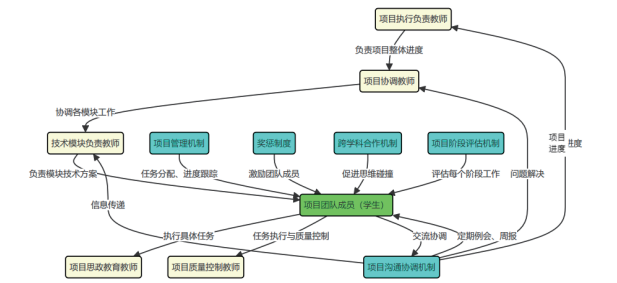 项目执行负责教师
负责项目整体进度
项目协调教师
协调各模块工作
技术模块负责教师
项目管理机制
奖惩制度
跨学科合作机制
项目阶段评估机制
项目
进度
进度
负责模块技术方案
任务分配、进度跟踪
激励团队成员
促进思维碰撞
评估每个阶段工作
问题解决
信息传递
项目团队成员（学生）
执行具体任务
任务执行与质量控制
交流协调
定期例会、周报
项目思政教育教师
项目质量控制教师
项目沟通协调机制